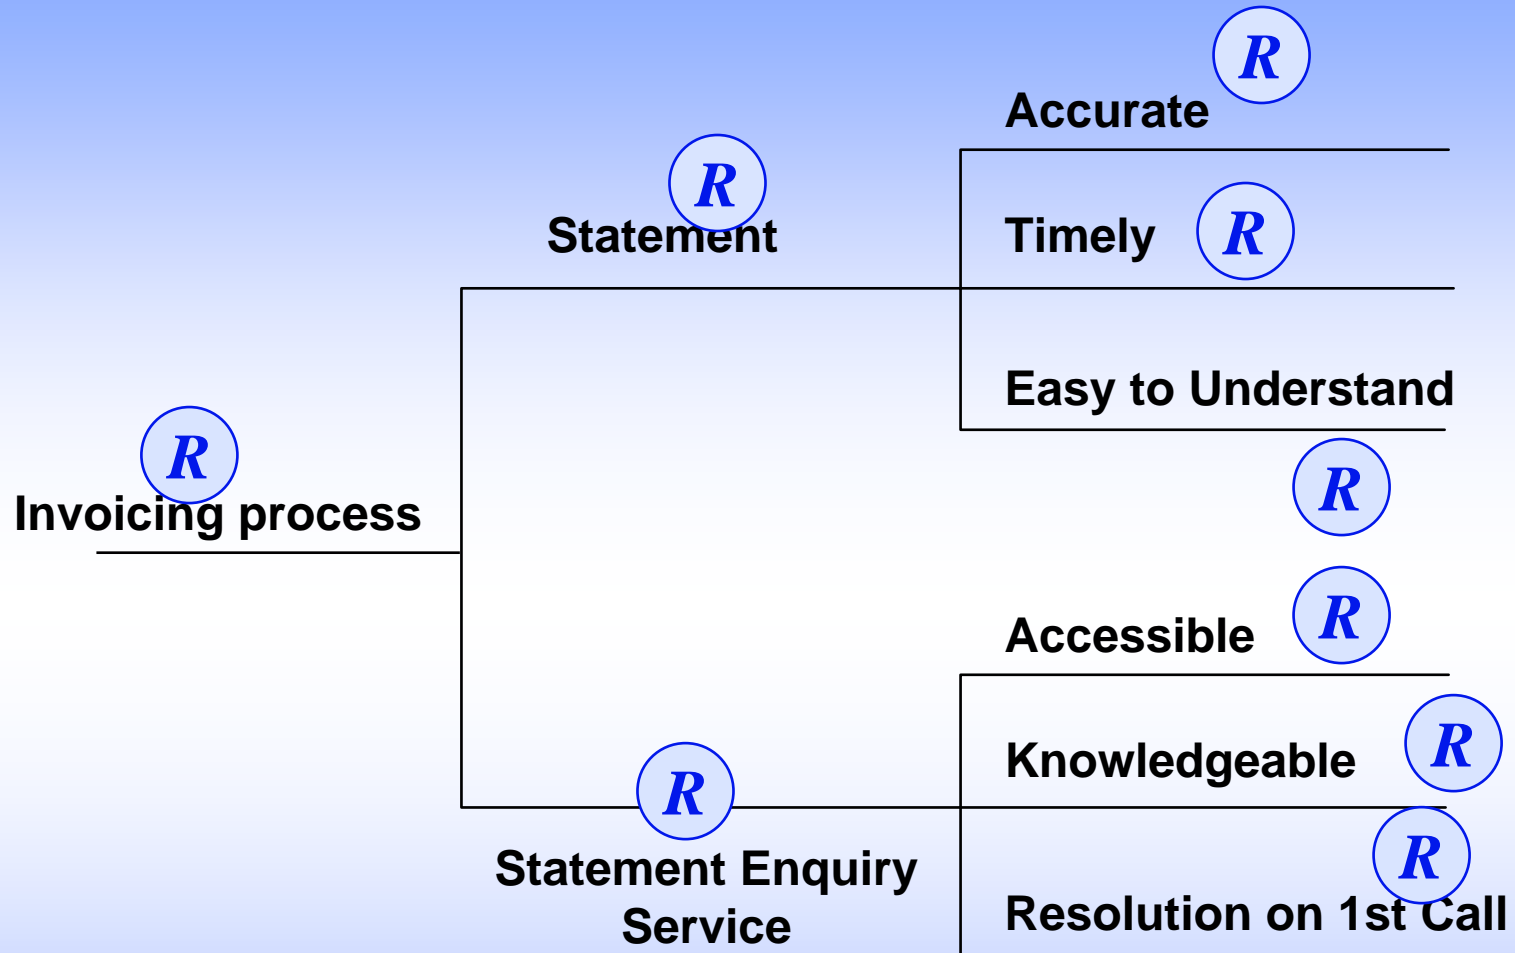 R
Accurate
R
Statement
Timely R
Easy to Understand
R
Invoicing process
R
R
Accessible
Knowledgeable R
R
R
Statement Enquiry
Service
Resolution on 1st Call